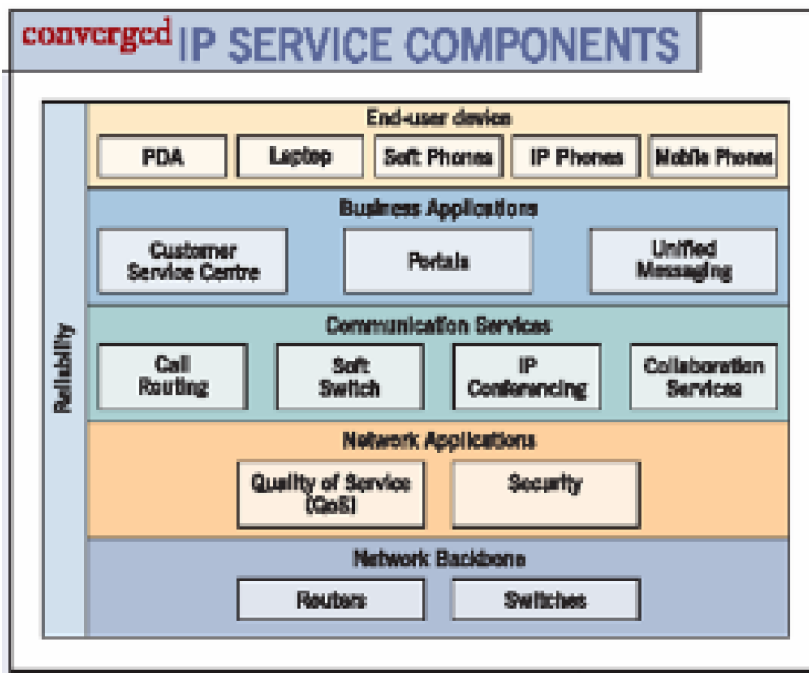 converged IP SERVICE COMPONENTS
End-user device
PDA
Laptop
Soft Phones
IP Phones
Mobile Phones
Business Applications
Customer
Service Centre
Portals
Unified
Messaging
Communication Services
Call
Routing
Soft
Switch
IP
Conferencing
Collaboration
Services
Network Applications
Quality of Service
(QoS)
Security
Network Backbone
Routers
Switches
Reliability